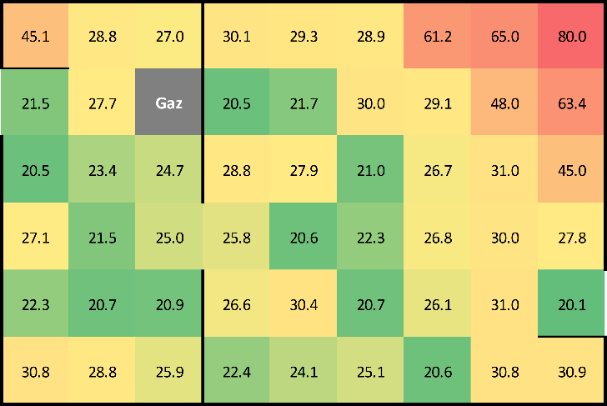 45.1 28.8 27.0 30.1 29.3 28.9 61.2 65.0 80.0
21.5 27.7 Gaz 20.5 21.7 30.0 29.1 48.0 63.4
20.5 23.4 24.7 28.8 27.9 21.0 26.7 31.0 45.0
27.1 21.5 25.0 25.8 20.6 22.3 26.8 30.0 27.8
22.3 20.7 20.9 26.6 30.4 20.7 26.1 31.0 20.1
30.8 28.8 25.9 22.4 24.1 25.1 20.6 30.8 30.9